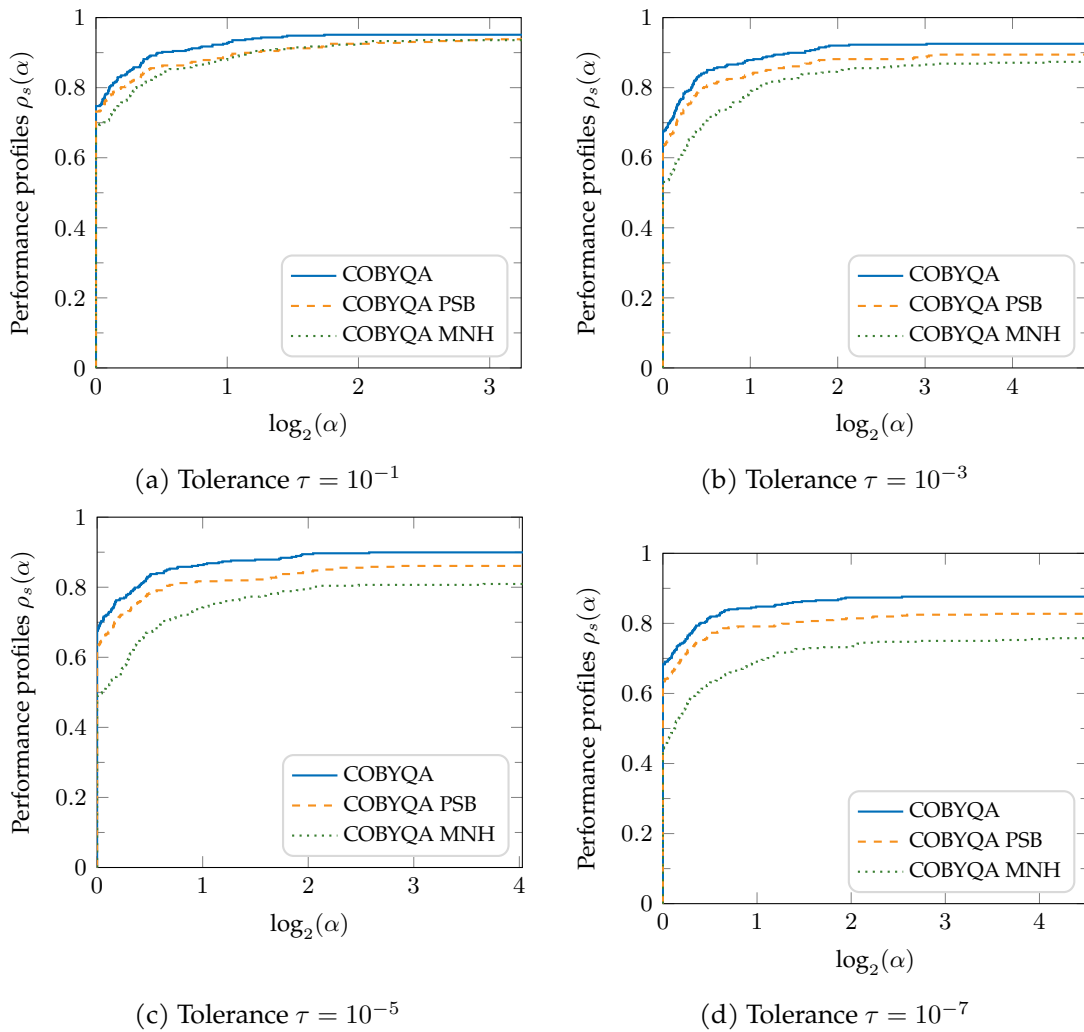 Performance profiles ρ_s(α)
1
0.8
0.6
0.4
0.2
0
0 1 2 3
log₂(α)
COBYQA
COBYQA PSB
COBYQA MNH
(a) Tolerance τ = 10⁻¹
Performance profiles ρ_s(α)
1
0.8
0.6
0.4
0.2
0
0 1 2 3 4
log₂(α)
COBYQA
COBYQA PSB
COBYQA MNH
(b) Tolerance τ = 10⁻³
Performance profiles ρ_s(α
1
0.8
0.6
0.4
0.2
0
0 1 2 3 4
log₂(α)
COBYQA
COBYQA PSB
COBYQA MNH
(c) Tolerance τ = 10⁻⁵
Performance profiles ρ_s(α)
1
0.8
0.6
0.4
0.2
0
0 1 2 3 4
log₂(α)
COBYQA
COBYQA PSB
COBYQA MNH
(d) Tolerance τ = 10⁻⁷